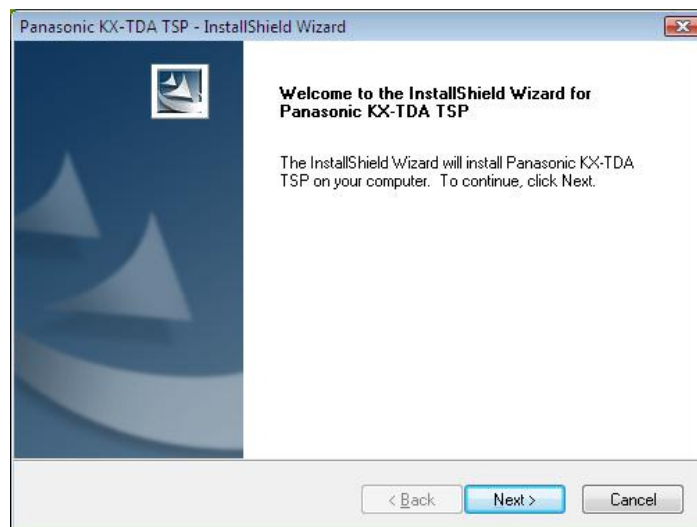 Panasonic KX-TDA TSP - InstallShield Wizard
Welcome to the InstallShield Wizard for
Panasonic KX-TDA TSP
The InstallShield Wizard will install Panasonic KX-TDA
TSP on your computer. To continue, click Next.
< Back
Next >
Cancel